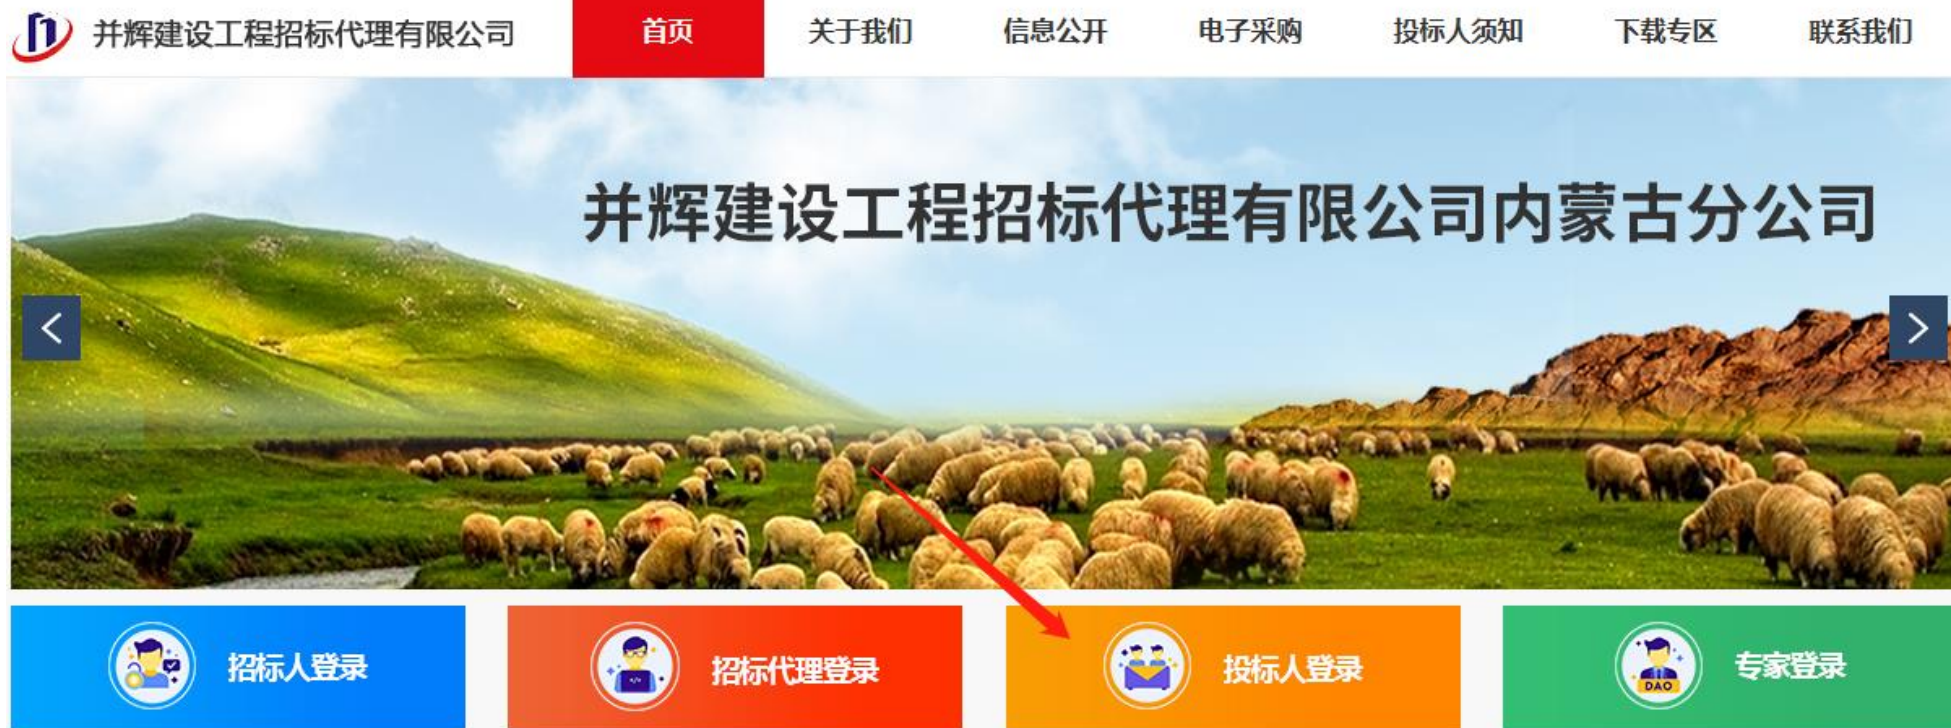 并辉建设工程招标代理有限公司
首页
关于我们
信息公开
电子采购
投标人须知
下载专区
联系我们
并辉建设工程招标代理有限公司内蒙古分公司
招标人登录
招标代理登录
投标人登录
DAO
专家登录